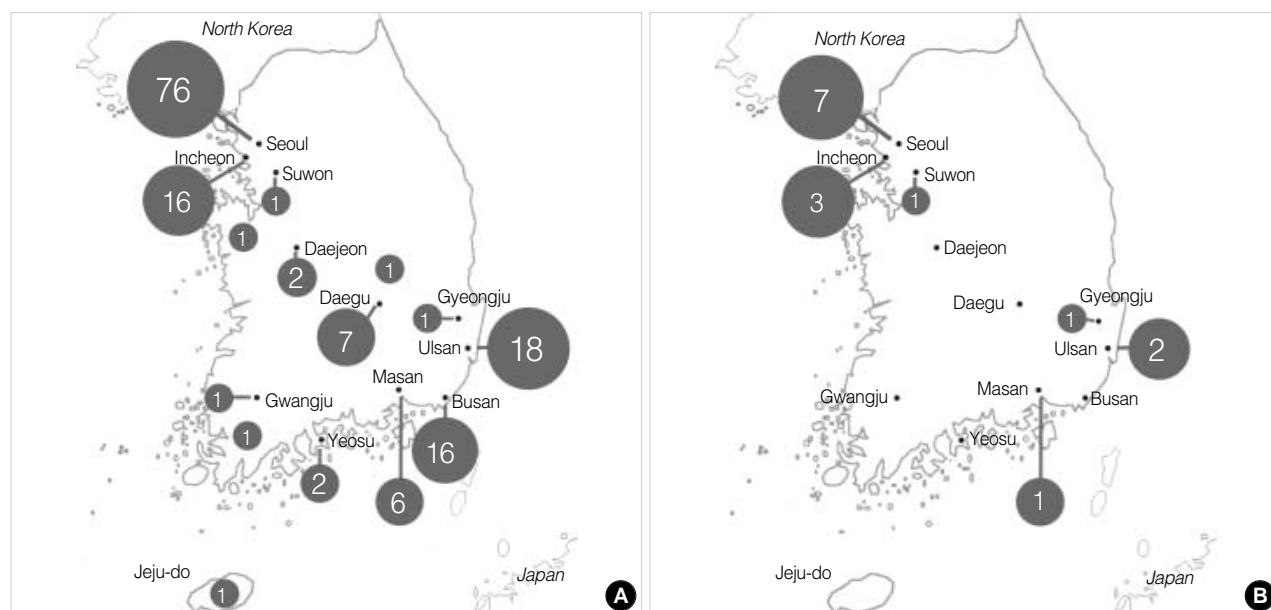 North Korea
76
Seoul
Incheon
Suwon
16
1
1
Daejeon
2
1
Daegu
Gyeongju
1
7
Ulsan
18
Masan
1
Gwangju
Busan
1
Yeosu
16
2
6
Jeju-do
1
Japan
A
North Korea
7
Seoul
Incheon
Suwon
3
1
Daejeon
Daegu
Gyeongju
1
Ulsan
2
Masan
Gwangju
Busan
Yeosu
1
Jeju-do
Japan
B